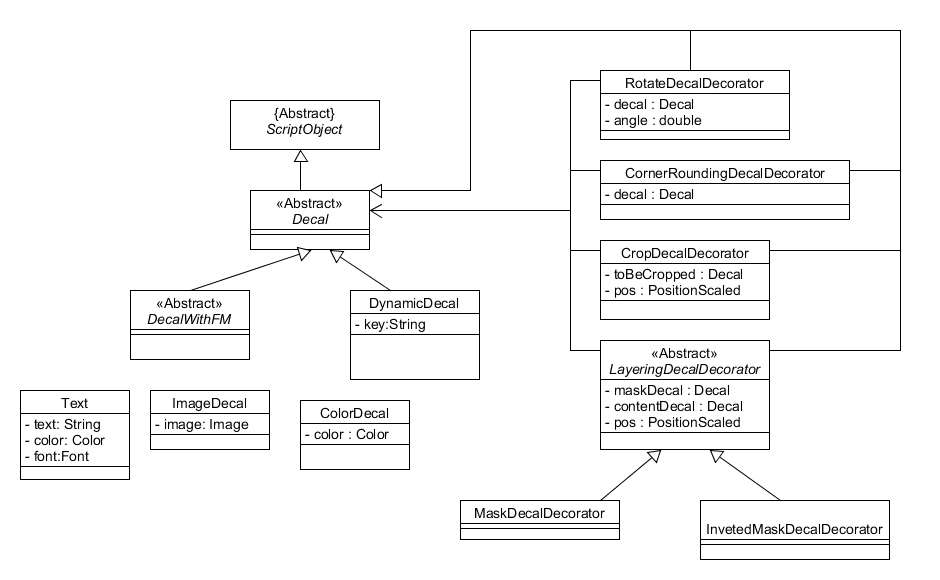 {Abstract}
ScriptObject
«Abstract»
Decal
«Abstract»
DecalWithFM
DynamicDecal
- key:String
Text
- text: String
- color: Color
- font:Font
ImageDecal
- image: Image
ColorDecal
- color : Color
RotateDecalDecorator
- decal : Decal
- angle : double
CornerRoundingDecalDecorator
- decal : Decal
CropDecalDecorator
- toBeCropped : Decal
- pos : PositionScaled
«Abstract»
LayeringDecalDecorator
- maskDecal : Decal
- contentDecal : Decal
- pos : PositionScaled
MaskDecalDecorator
InvetedMaskDecalDecorator